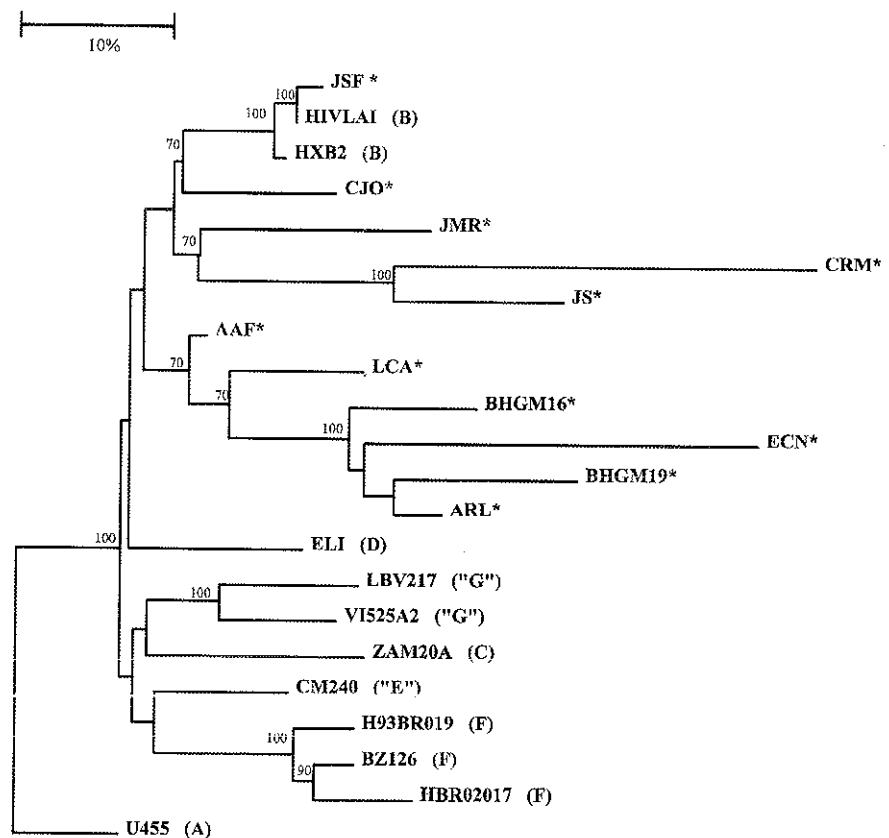 10%
100
JSF *
100
HIVLAI (B)
70
HXB2 (B)
CJO*
70
JMR*
100
CRM*
JS*
AAF*
70
LCA*
70
BHGM16*
100
ECN*
BHGM19*
ARL*
100
ELI (D)
100
LBV217 ("G")
VI525A2 ("G")
ZAM20A (C)
CM240 ("E")
100
H93BR019 (F)
90
BZ126 (F)
HBR02017 (F)
U455 (A)